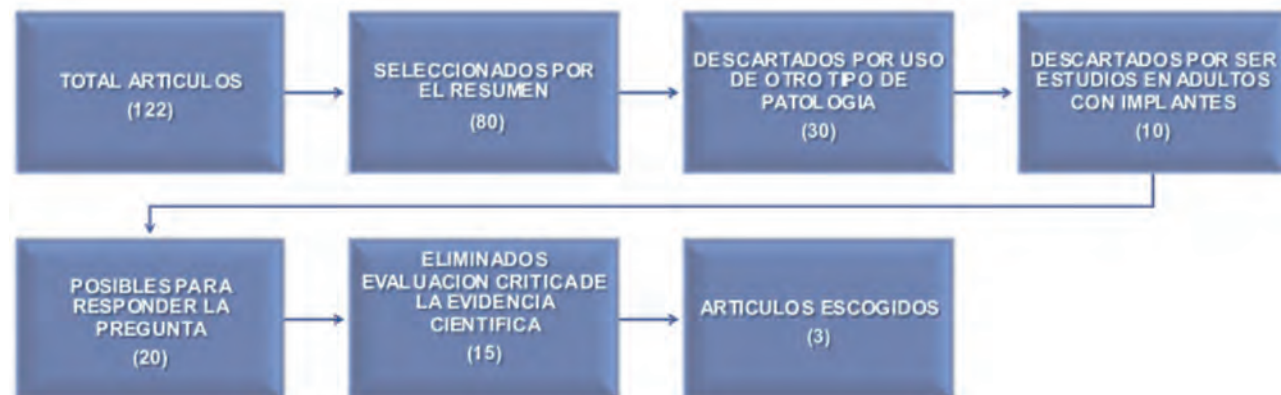 TOTAL ARTICULOS
(122)
SELECCIONADOS POR
EL RESUMEN
(80)
DESCARTADOS POR USO
DE OTRO TIPO DE
PATOLOGIA
(30)
DESCARTADOS POR SER
ESTUDIOS EN ADULTOS
CON IMPLANTES
(10)
POSIBLES PARA
RESPONDER LA
PREGUNTA
(20)
ELIMINADOS
EVALUACION CRITICA DE
LA EVIDENCIA
CIENTIFICA
(15)
ARTICULOS ESCOGIDOS
(3)